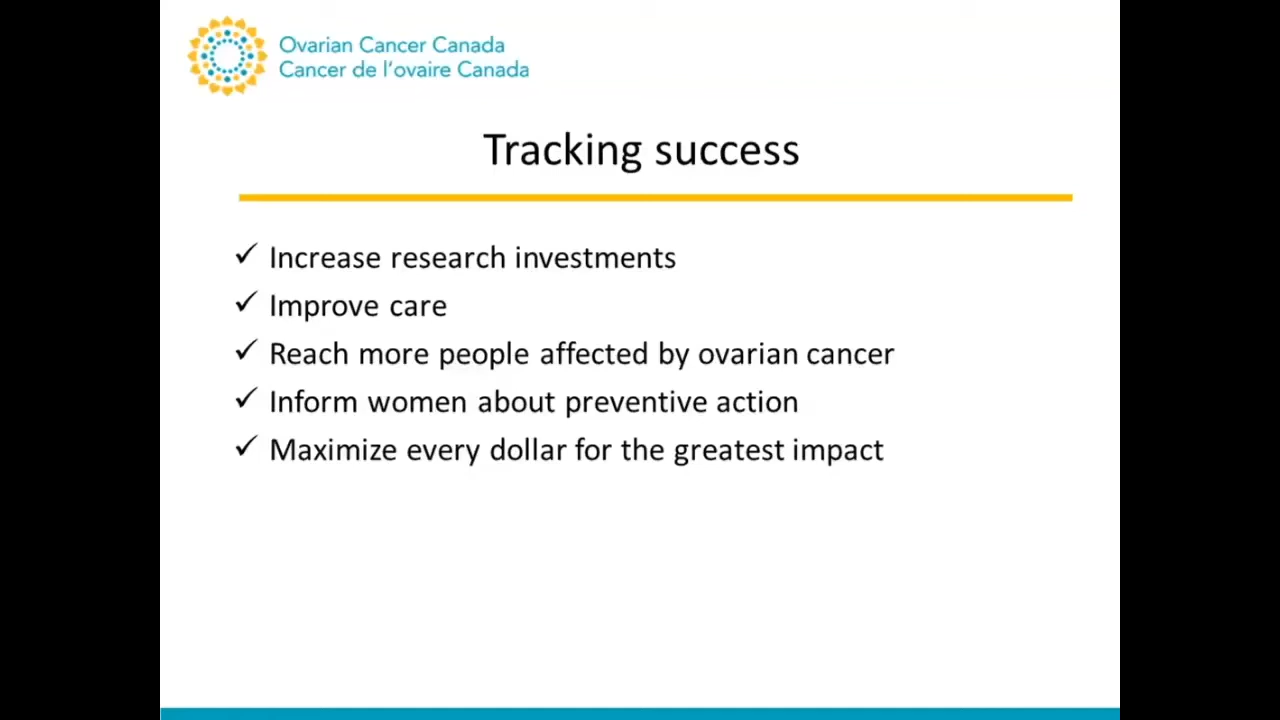 Ovarian Cancer Canada
Cancer de l'ovaire Canada
Tracking success
✓ Increase research investments
✓ Improve care
✓ Reach more people affected by ovarian cancer
✓ Inform women about preventive action
✓ Maximize every dollar for the greatest impact